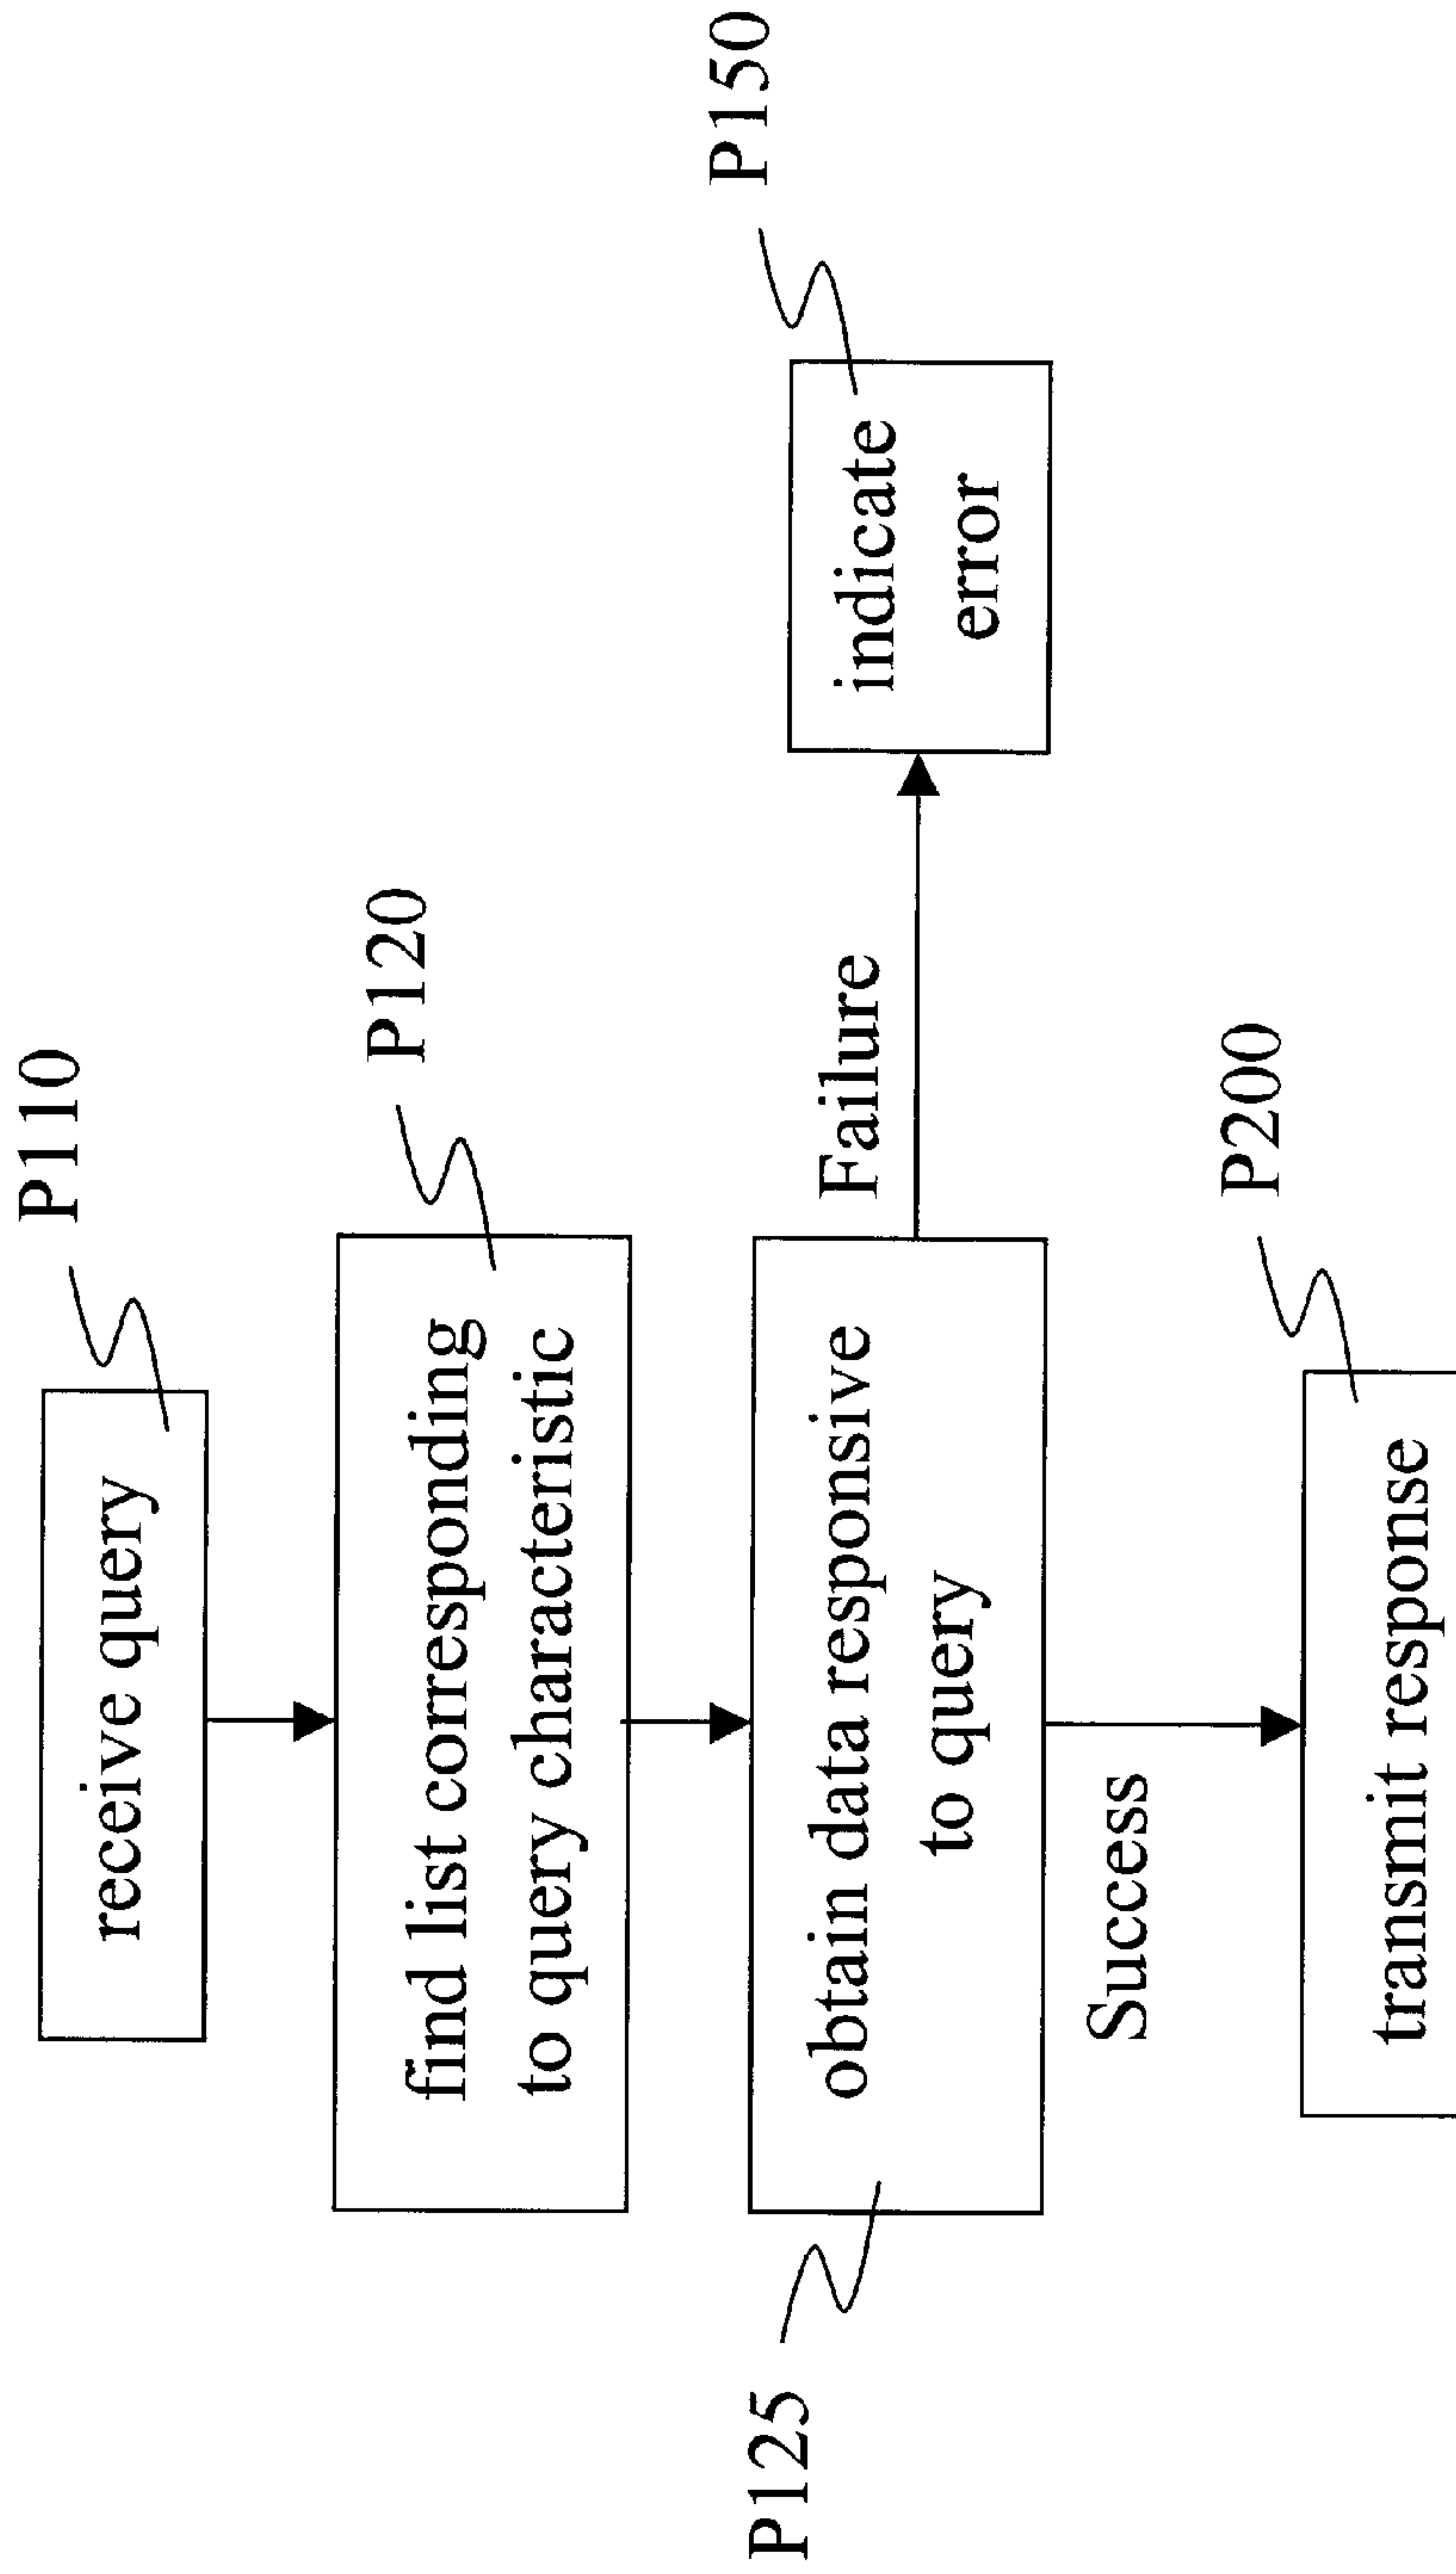 P110
receive query
P120
find list corresponding
to query characteristic
P125
obtain data responsive
to query
Failure
P150
indicate
error
Success
P200
transmit response